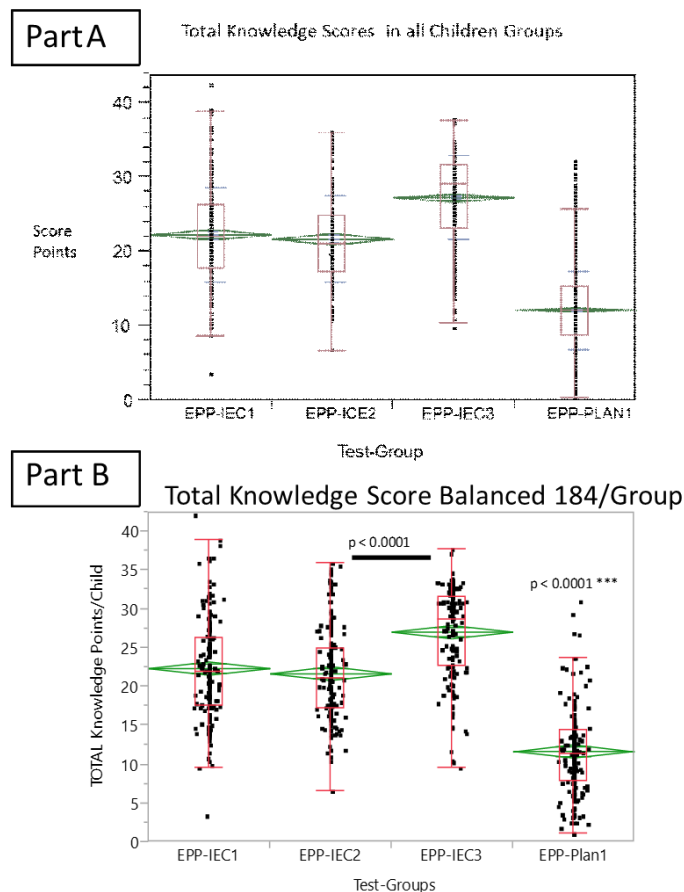 Part A
Total Knowledge Scores in all Children Groups
40
30
Score
Points
20
10
0
EPP-IEC1 EPP-ICE2 EPP-IEC3 EPP-PLAN1
Test-Group
Part B
Total Knowledge Score Balanced 184/Group
TOTAL Knowledge Points/Child
40
35
30
25
20
15
10
5
0
p < 0.0001
p < 0.0001 ***
EPP-IEC1 EPP-IEC2 EPP-IEC3 EPP-Plan1
Test-Groups